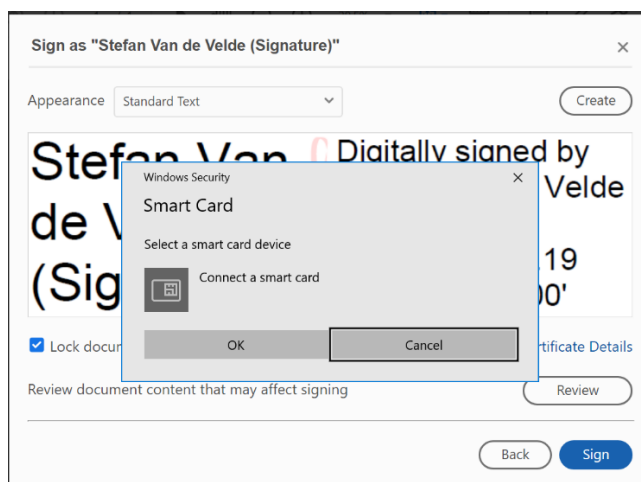 Sign as "Stefan Van de Velde (Signature)"
Appearance
Standard Text
Create
Stefan Van
de V
(Sig
Digitally signed by
Velde
19
00'
Windows Security
Smart Card
Select a smart card device
Connect a smart card
OK
Cancel
Lock docu
rtificate Details
Review document content that may affect signing
Review
Back
Sign